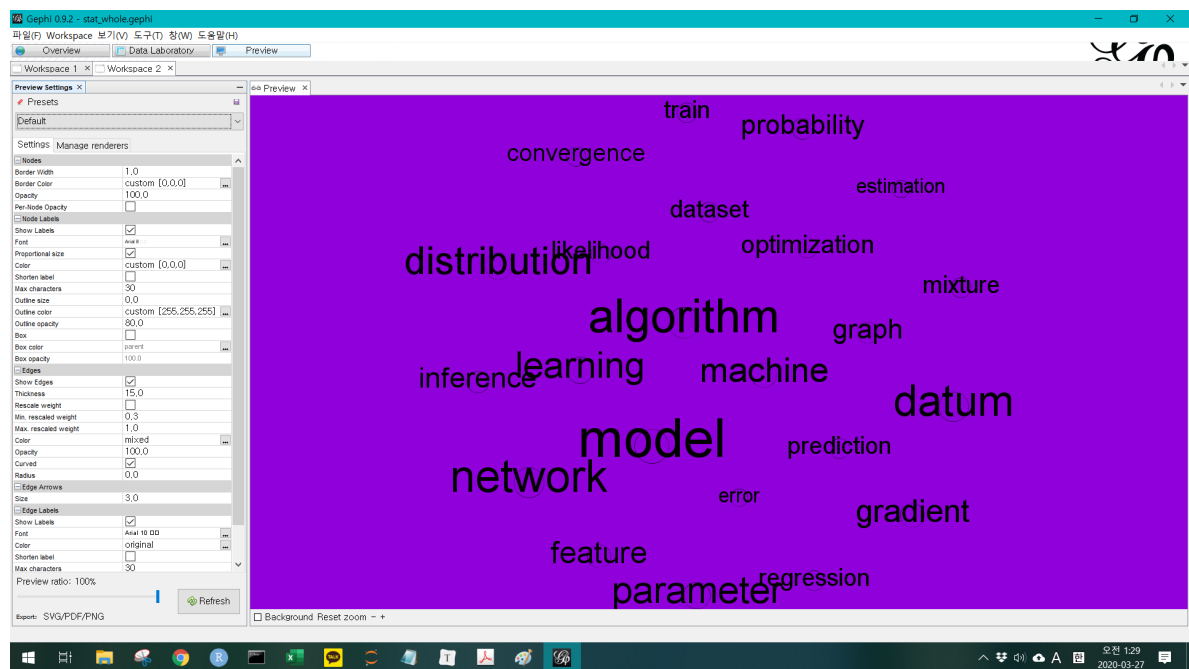 Gephi 0.9.2 - stat_whole.gephi
파일(F) Workspace 보기(V) 도구(T) 창(W) 도움말(H)
Overview Data Laboratory Preview
Workspace 1 × Workspace 2 ×
Preview Settings ×
Presets
Default
Settings Manage renderers
Nodes
Border Width 1,0
Border Color custom [0,0,0] ...
Opacity 100,0
Per-Node Opacity
Node Labels
Show Labels
Font Arial ...
Proportional size
Color custom [0,0,0] ...
Shorten label
Max characters 30
Outline size 0,0
Outline color custom [255,255,255] ...
Outline opacity 80,0
Box
Box color parent ...
Box opacity 100.0
Edges
Show Edges
Thickness 15,0
Rescale weight
Min. rescaled weight 0,3
Max. rescaled weight 1,0
Color mixed ...
Opacity 100,0
Curved
Radius 0,0
Edge Arrows
Size 3,0
Edge Labels
Show Labels
Font Arial 10 □□ ...
Color original ...
Shorten label
Max characters 30
Preview ratio: 100%
Refresh
Export: SVG/PDF/PNG
Preview ×
train
probability
convergence
estimation
dataset
optimization
likelihood
distribution
mixture
algorithm
graph
learning
machine
inference
datum
model
prediction
network
error
gradient
feature
regression
parameter
Background Reset zoom - +
R TALK T A 한
오전 1:29
2020-03-27